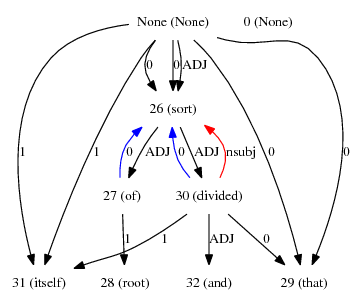 None (None) 0 (None)
0 0 ADJ
26 (sort)
1 1 0 ADJ 0 ADJ nsubj 0 0
27 (of) 30 (divided)
1 1 ADJ 0
31 (itself) 28 (root) 32 (and) 29 (that)